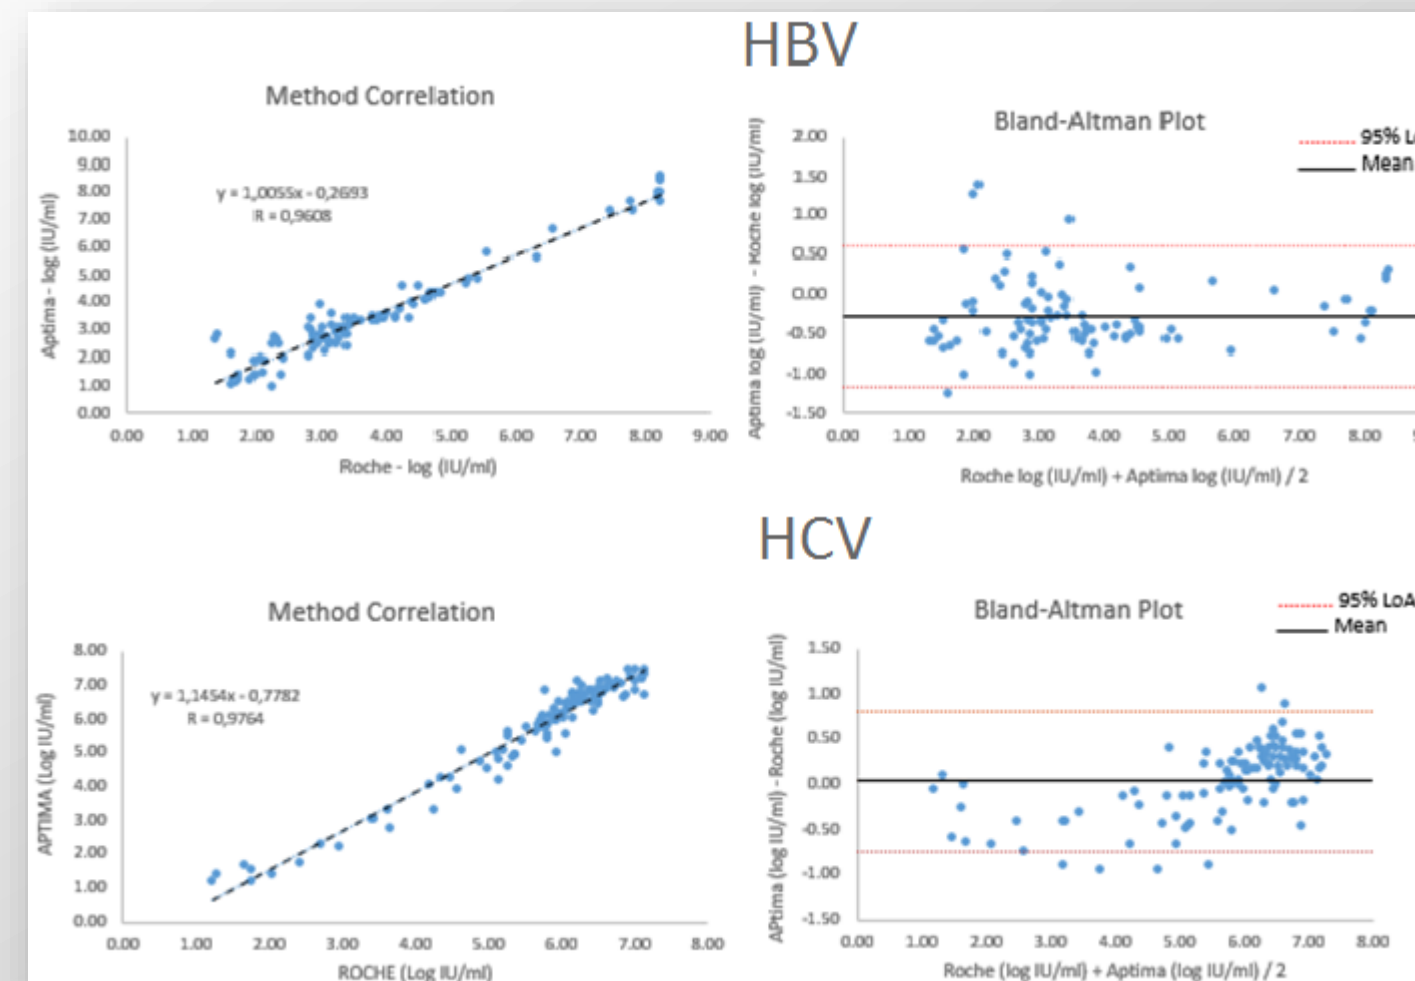 HBV
Method Correlation
Aptima - log (IU/ml)
10.00
9.00
8.00
7.00
6.00
5.00
4.00
3.00
2.00
1.00
0.00
y = 1,0055x - 0,2693
R = 0,9608
0.00 1.00 2.00 3.00 4.00 5.00 6.00 7.00 8.00 9.00
Roche - log (IU/ml)
Bland-Altman Plot
95% L
Mean
Aptima log (IU/ml) - Roche log (IU/ml)
2.00
1.50
1.00
0.50
0.00
-0.50
-1.00
-1.50
0.00 1.00 2.00 3.00 4.00 5.00 6.00 7.00 8.00
Roche log (IU/ml) + Aptima log (IU/ml) / 2
HCV
Method Correlation
APTIMA (Log IU/ml)
8.00
7.00
6.00
5.00
4.00
3.00
2.00
1.00
0.00
y = 1,1454x - 0,7782
R = 0,9764
0.00 1.00 2.00 3.00 4.00 5.00 6.00 7.00 8.00
ROCHE (Log IU/ml)
Bland-Altman Plot
95% LoA
Mean
APtima (log IU/ml) - Roche (log IU/ml)
1.50
1.00
0.50
0.00
-0.50
-1.00
-1.50
0.00 1.00 2.00 3.00 4.00 5.00 6.00 7.00 8.00
Roche (log IU/ml) + Aptima (log IU/ml) / 2